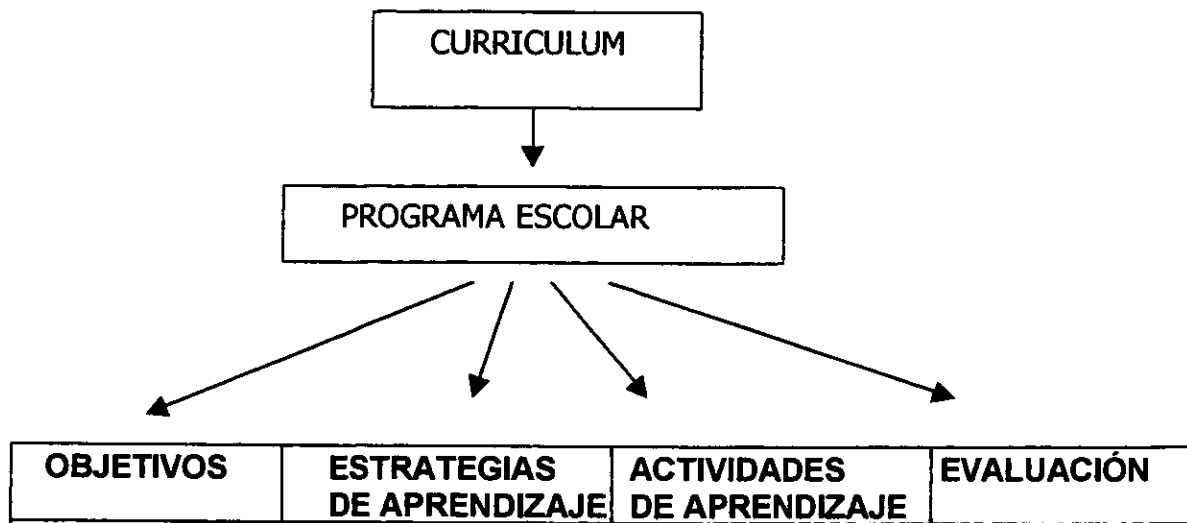 CURRICULUM
PROGRAMA ESCOLAR
OBJETIVOS
ESTRATEGIAS
DE APRENDIZAJE
ACTIVIDADES
DE APRENDIZAJE
EVALUACIÓN